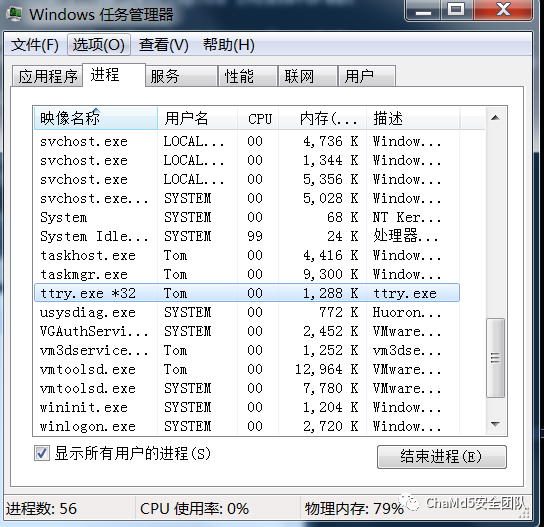 Windows 任务管理器
文件(F) 选项(O) 查看(V) 帮助(H)
应用程序 进程 服务 性能 联网 用户
映像名称 用户名 CPU 内存(... 描述
svchost.exe LOCAL... 00 4,736 K Window...
svchost.exe LOCAL... 00 1,344 K Window...
svchost.exe LOCAL... 00 5,356 K Window...
svchost.exe... SYSTEM 00 5,028 K Window...
System SYSTEM 00 68 K NT Ker...
System Idle... SYSTEM 99 24 K 处理器...
taskhost.exe Tom 00 4,416 K Window...
taskmgr.exe Tom 00 9,300 K Window...
ttry.exe *32 Tom 00 1,288 K ttry.exe
usysdiag.exe SYSTEM 00 772 K Huoron...
VGAuthServi... SYSTEM 00 2,452 K VMware...
vm3dservice... Tom 00 1,252 K vm3dse...
vmtoolsd.exe Tom 00 12,964 K VMware...
vmtoolsd.exe SYSTEM 00 7,780 K VMware...
wininit.exe SYSTEM 00 1,204 K Window...
winlogon.exe SYSTEM 00 2,720 K Window...
显示所有用户的进程(S) 结束进程(E)
进程数: 56 CPU 使用率: 0% 物理内存: 79%
ChaMd5安全团队